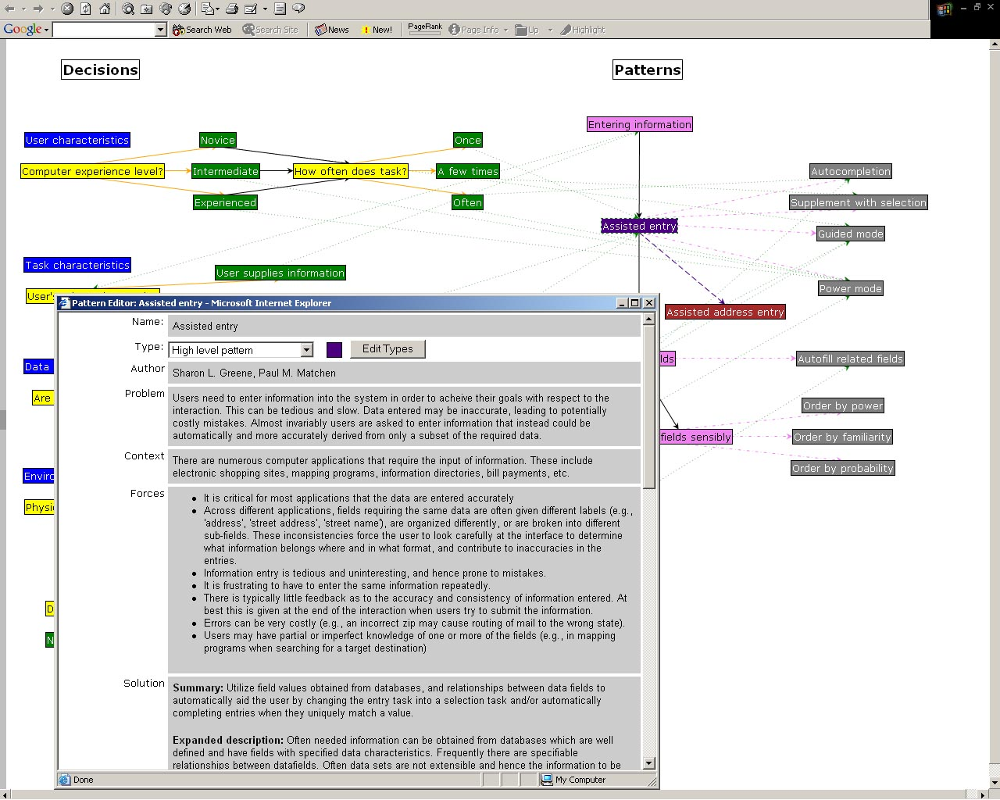 Google
Search Web
Search Site
News
New!
PageRank
Page Info
Up
Highlight
Decisions
Patterns
Entering information
User characteristics
Novice
Once
Computer experience level?
Intermediate
How often does task?
A few times
Autocompletion
Experienced
Often
Supplement with selection
Assisted entry
Guided mode
Task characteristics
User supplies information
Power mode
User's
Assisted address entry
Data
lds
Autofill related fields
Are
Order by power
fields sensibly
Order by familiarity
Enviro
Order by probability
Physi
D
N
Pattern Editor: Assisted entry - Microsoft Internet Explorer
Name:
Assisted entry
Type:
High level pattern
Edit Types
Author
Sharon L. Greene, Paul M. Matchen
Problem
Users need to enter information into the system in order to acheive their goals with respect to the
interaction. This can be tedious and slow. Data entered may be inaccurate, leading to potentially
costly mistakes. Almost invariably users are asked to enter information that instead could be
automatically and more accurately derived from only a subset of the required data.
Context
There are numerous computer applications that require the input of information. These include
electronic shopping sites, mapping programs, information directories, bill payments, etc.
Forces
• It is critical for most applications that the data are entered accurately
• Across different applications, fields requiring the same data are often given different labels (e.g.,
'address', 'street address', 'street name'), are organized differently, or are broken into different
sub-fields. These inconsistencies force the user to look carefully at the interface to determine
what information belongs where and in what format, and contribute to inaccuracies in the
entries.
• Information entry is tedious and uninteresting, and hence prone to mistakes.
• It is frustrating to have to enter the same information repeatedly.
• There is typically little feedback as to the accuracy and consistency of information entered. At
best this is given at the end of the interaction when users try to submit the information.
• Errors can be very costly (e.g., an incorrect zip may cause routing of mail to the wrong state).
• Users may have partial or imperfect knowledge of one or more of the fields (e.g., in mapping
programs when searching for a target destination)
Solution
Summary: Utilize field values obtained from databases, and relationships between data fields to
automatically aid the user by changing the entry task into a selection task and/or automatically
completing entries when they uniquely match a value.
Expanded description: Often needed information can be obtained from databases which are well
defined and have fields with specified data characteristics. Frequently there are specifiable
relationships between datafields. Often data sets are not extensible and hence the information to be
Done
My Computer